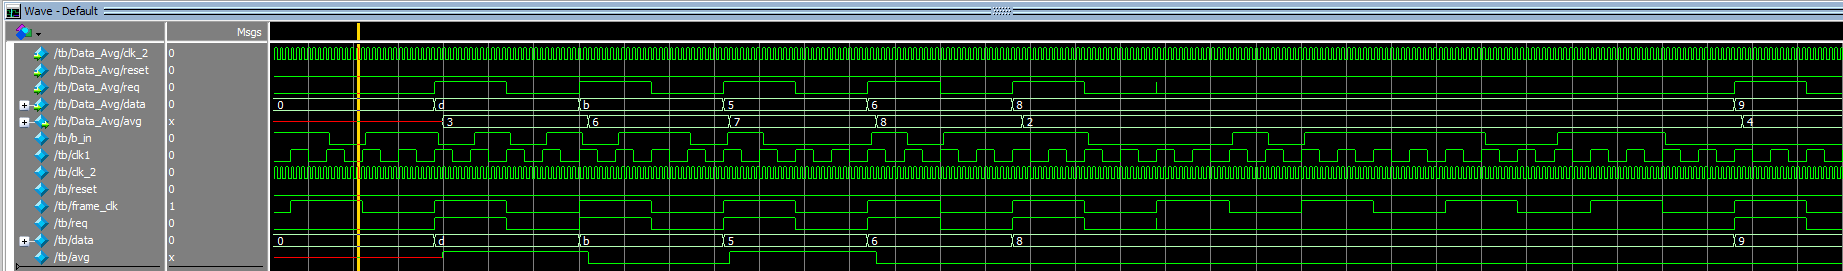 Wave - Default
Msgs
/tb/Data_Avg/clk_2 0
/tb/Data_Avg/reset 0
/tb/Data_Avg/req 0
/tb/Data_Avg/data 0 0 d b 5 6 8 9
/tb/Data_Avg/avg x 3 6 7 8 2 4
/tb/b_in 0
/tb/clk1 0
/tb/clk_2 0
/tb/reset 0
/tb/frame_clk 1
/tb/req 0
/tb/data 0 0 d b 5 6 8 9
/tb/avg x